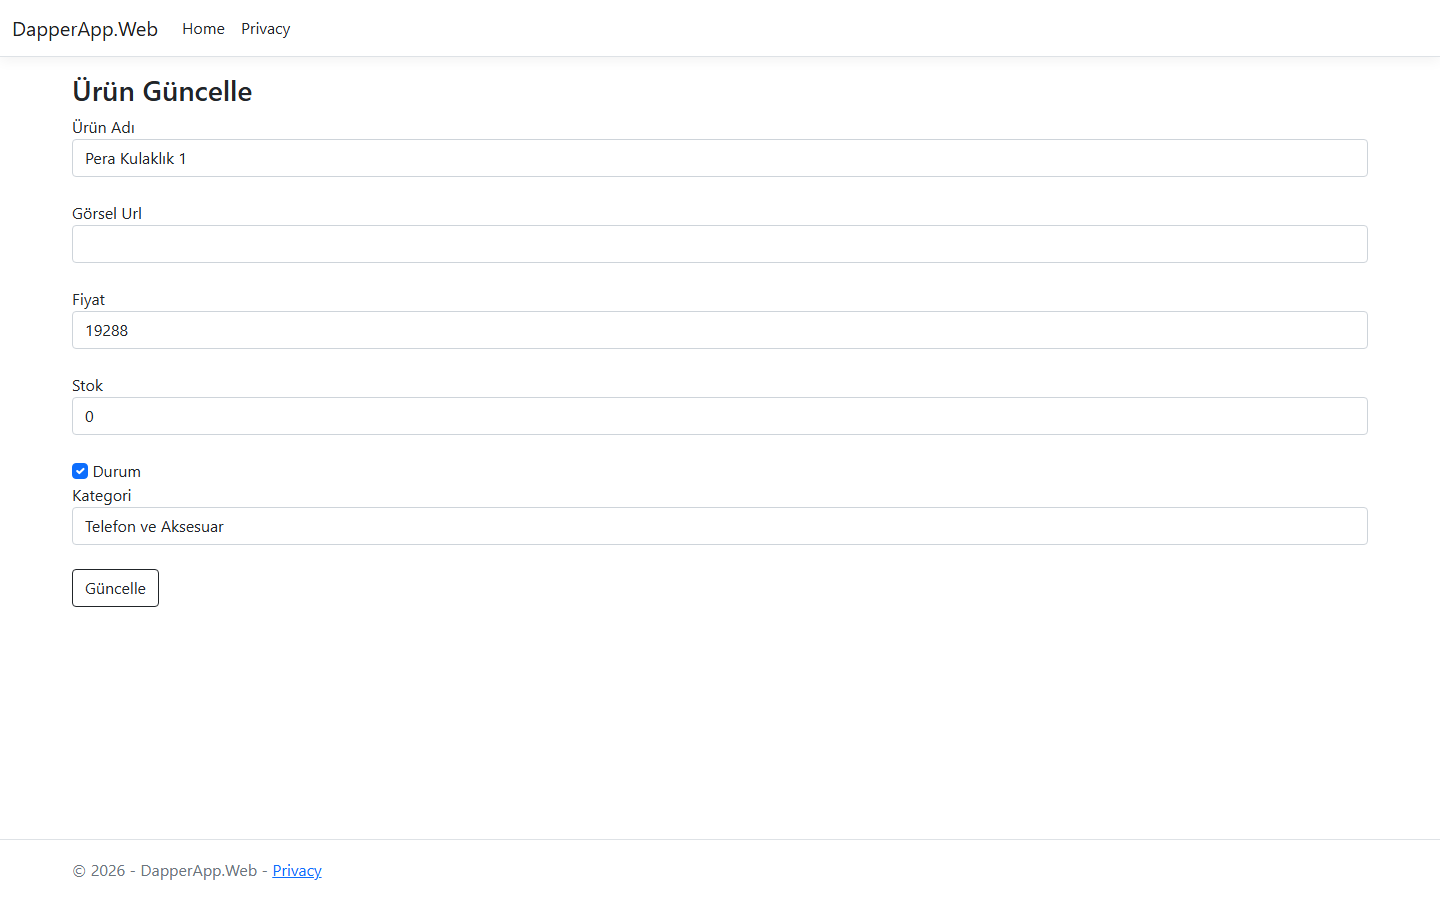 DapperApp.Web Home Privacy
Ürün Güncelle
Ürün Adı
Pera Kulaklık 1
Görsel Url
Fiyat
19288
Stok
0
Durum
Kategori
Telefon ve Aksesuar
Güncelle
© 2026 - DapperApp.Web - Privacy